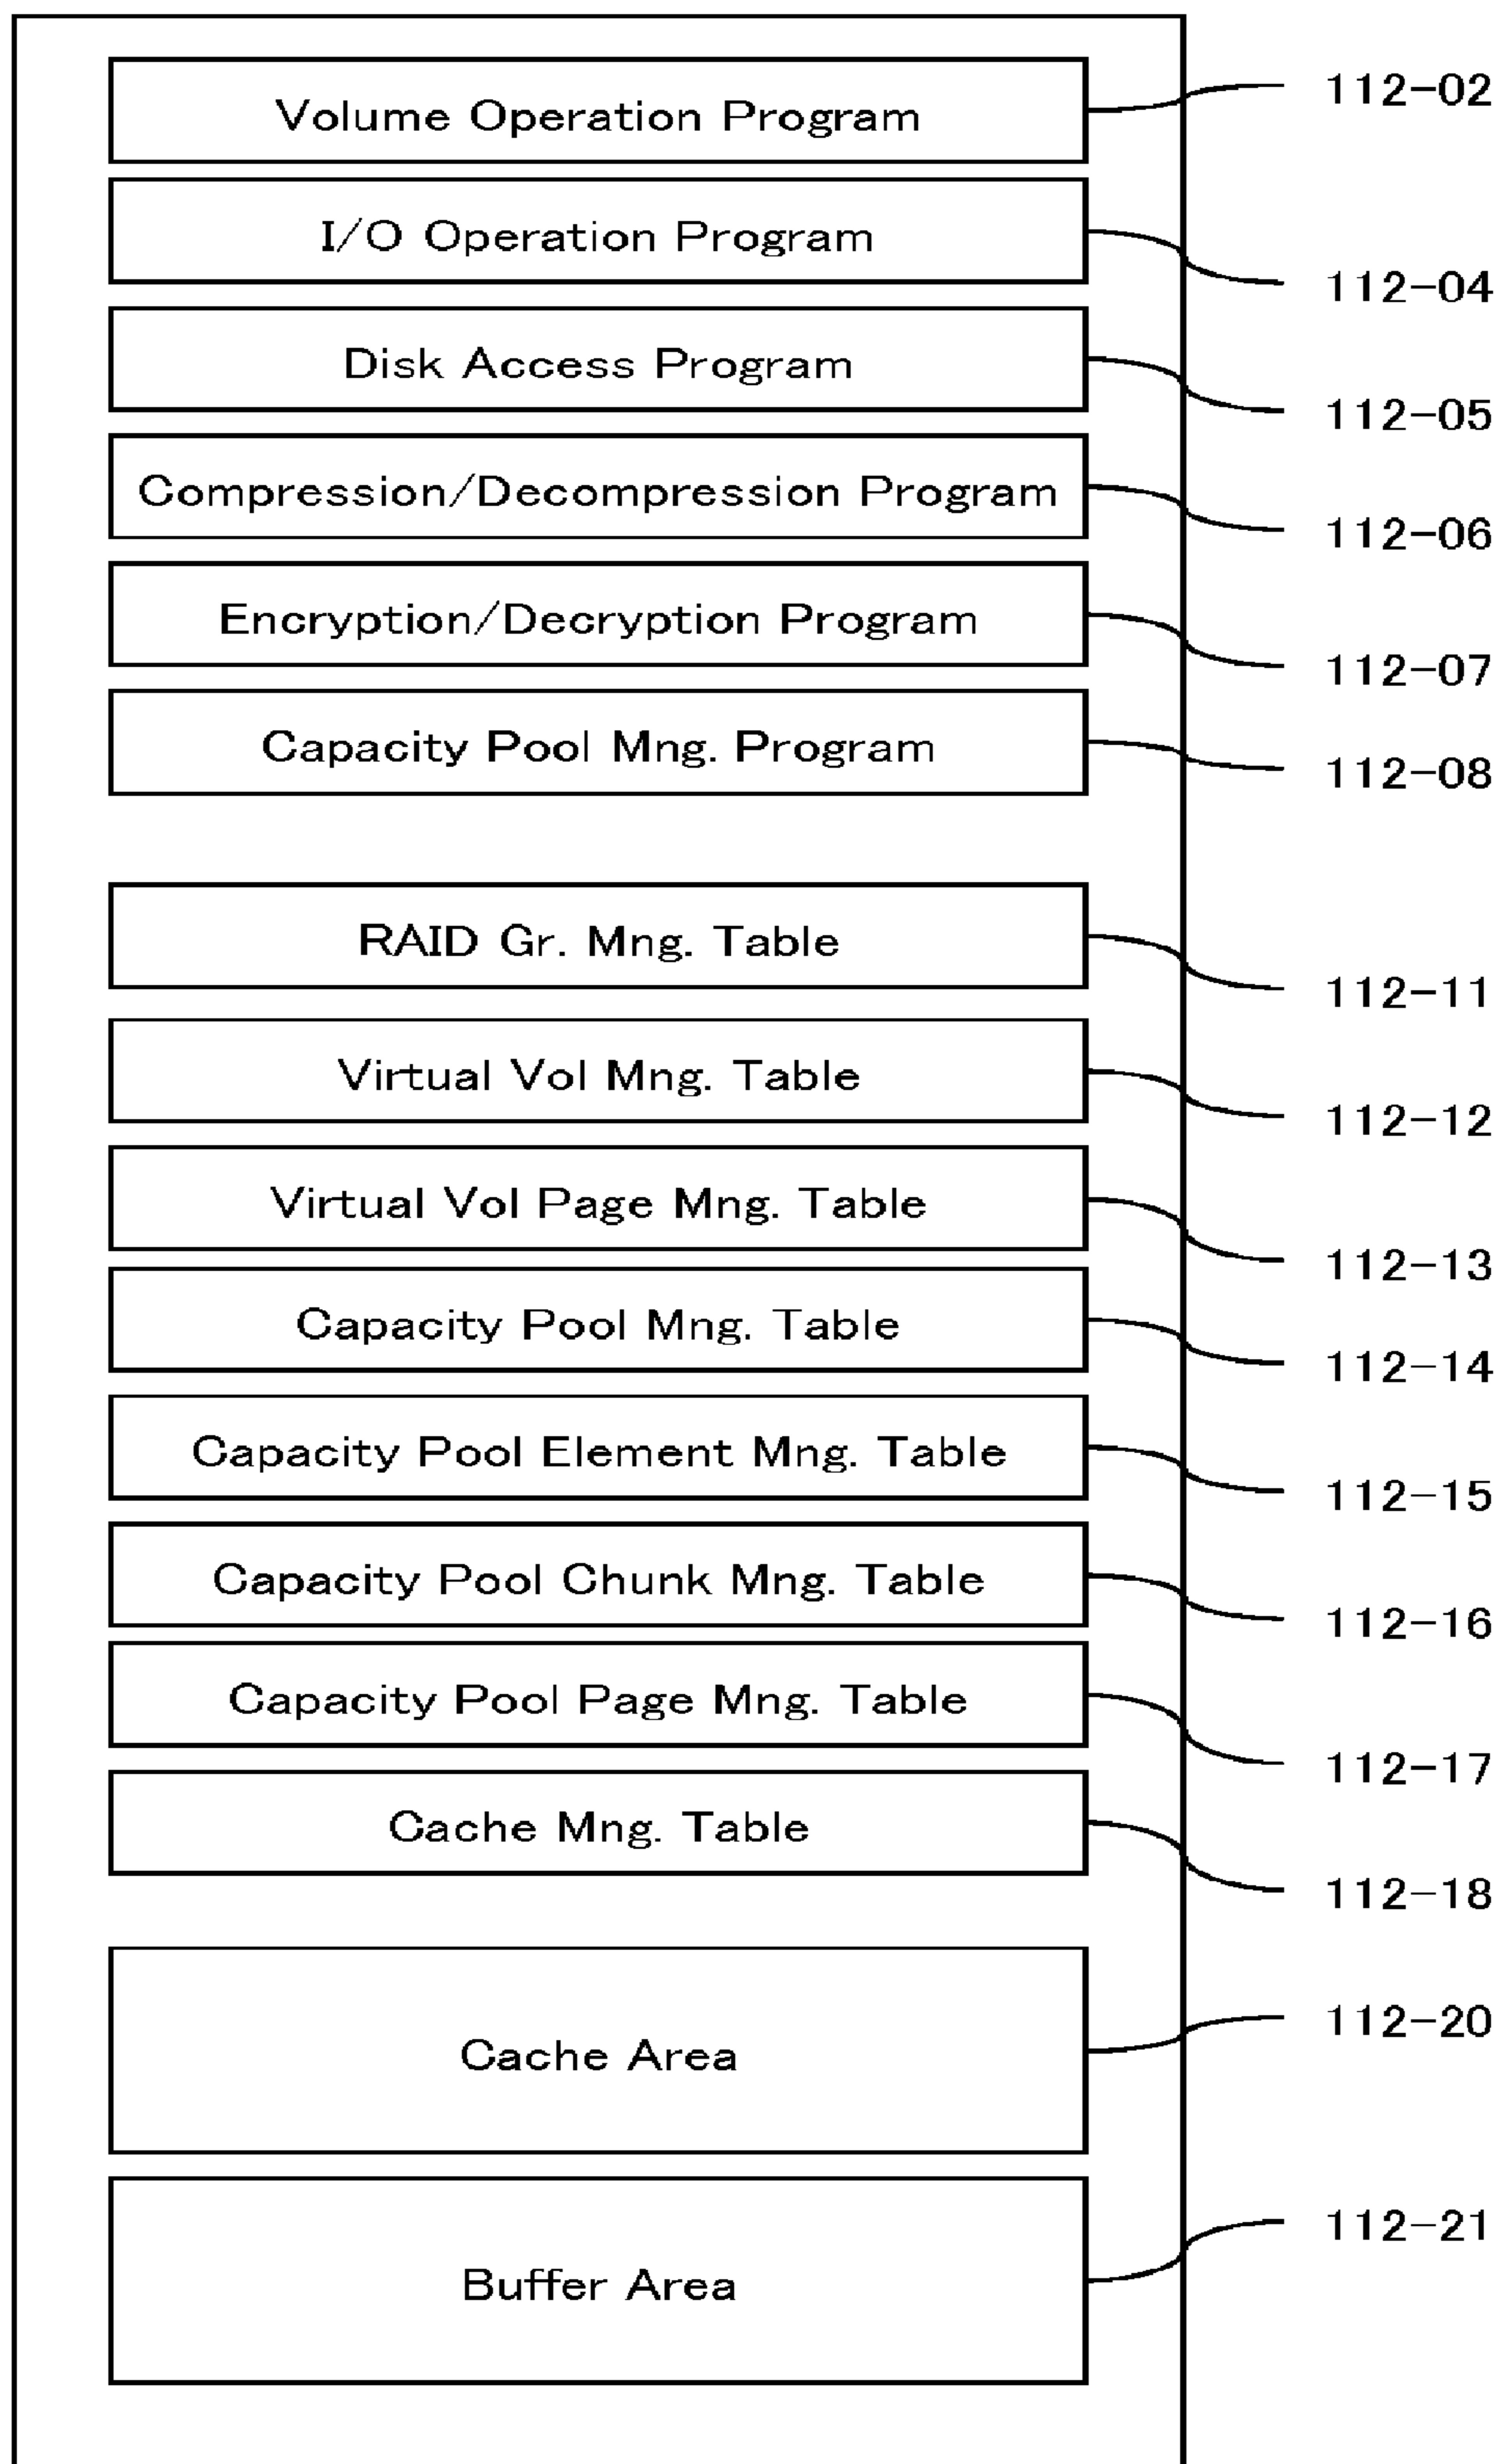 Volume Operation Program 112-02
I/O Operation Program 112-04
Disk Access Program 112-05
Compression/Decompression Program 112-06
Encryption/Decryption Program 112-07
Capacity Pool Mng. Program 112-08
RAID Gr. Mng. Table 112-11
Virtual Vol Mng. Table 112-12
Virtual Vol Page Mng. Table 112-13
Capacity Pool Mng. Table 112-14
Capacity Pool Element Mng. Table 112-15
Capacity Pool Chunk Mng. Table 112-16
Capacity Pool Page Mng. Table 112-17
Cache Mng. Table 112-18
Cache Area 112-20
Buffer Area 112-21